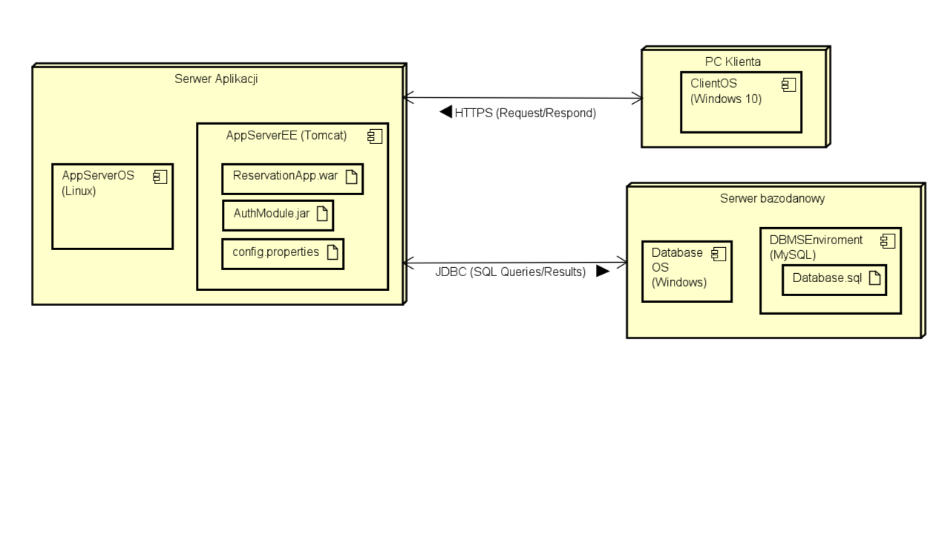 Serwer Aplikacji
AppServerOS
(Linux)
AppServerEE (Tomcat)
ReservationApp.war
AuthModule.jar
config.properties
HTTPS (Request/Respond)
JDBC (SQL Queries/Results)
PC Klienta
ClientOS
(Windows 10)
Serwer bazodanowy
Database
OS
(Windows)
DBMSEnviroment
(MySQL)
Database.sql